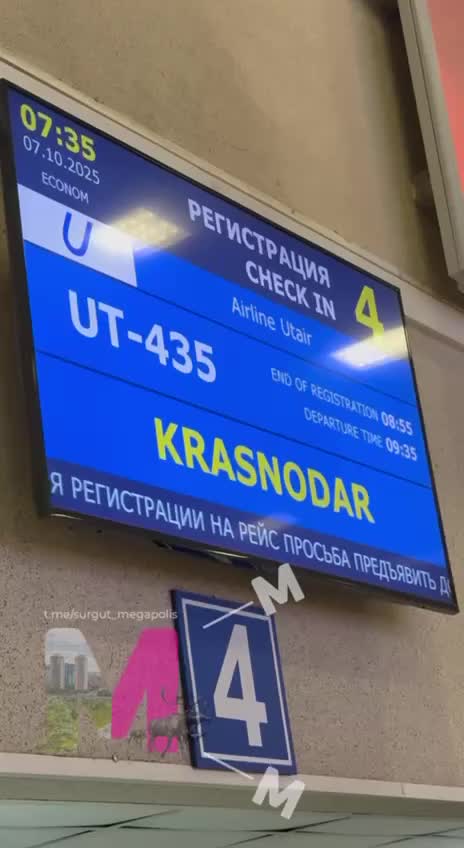 07:35
07.10.2025
ECONOM
U
РЕГИСТРАЦИЯ
CHECK IN
4
Airline Utair
UT-435
END OF REGISTRATION 08:55
DEPARTURE TIME 09:35
KRASNODAR
Я РЕГИСТРАЦИИ НА РЕЙС ПРОСЬБА ПРЕДЪЯВИТЬ Д
t.me/surgut_megapolis
M
4
M
M